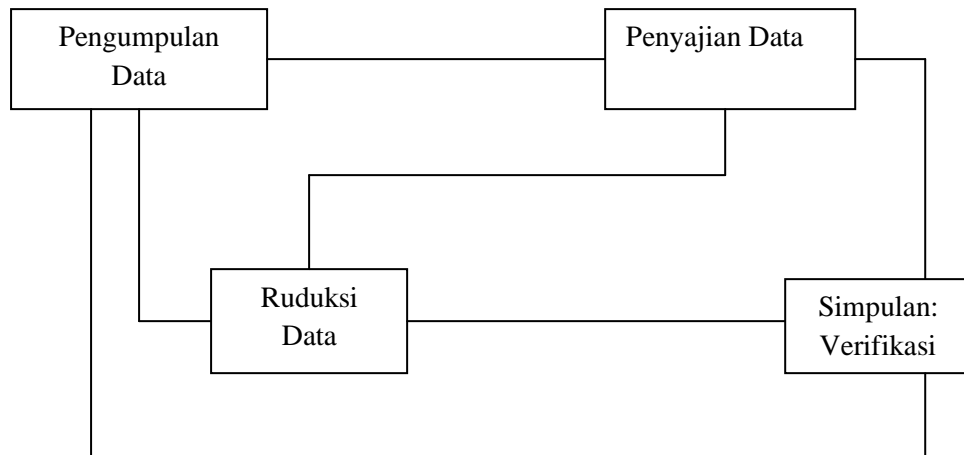 Pengumpulan
Data
Penyajian Data
Ruduksi
Data
Simpulan:
Verifikasi